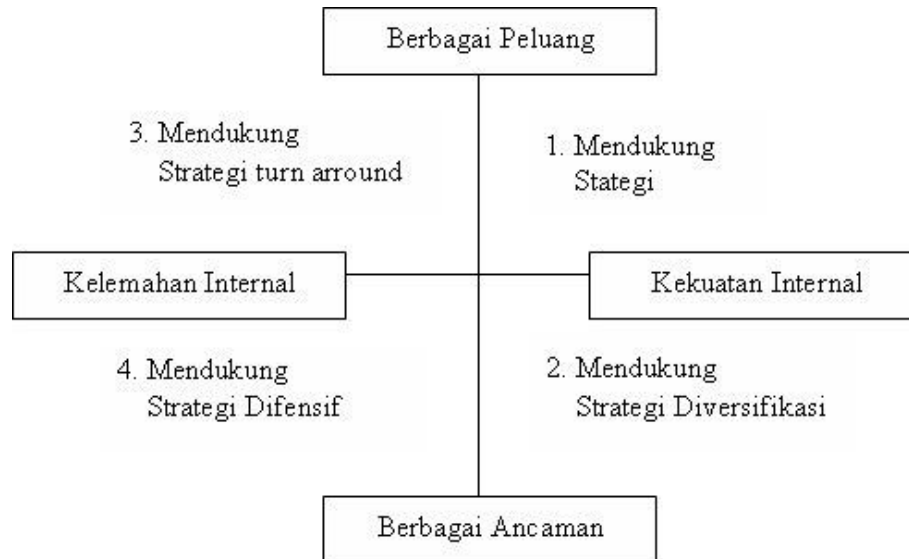 Berbagai Peluang
3. Mendukung
Strategi turn arround
1. Mendukung
Stategi
Kelemahan Internal
Kekuatan Internal
4. Mendukung
Strategi Difensif
2. Mendukung
Strategi Diversifikasi
Berbagai Ancaman